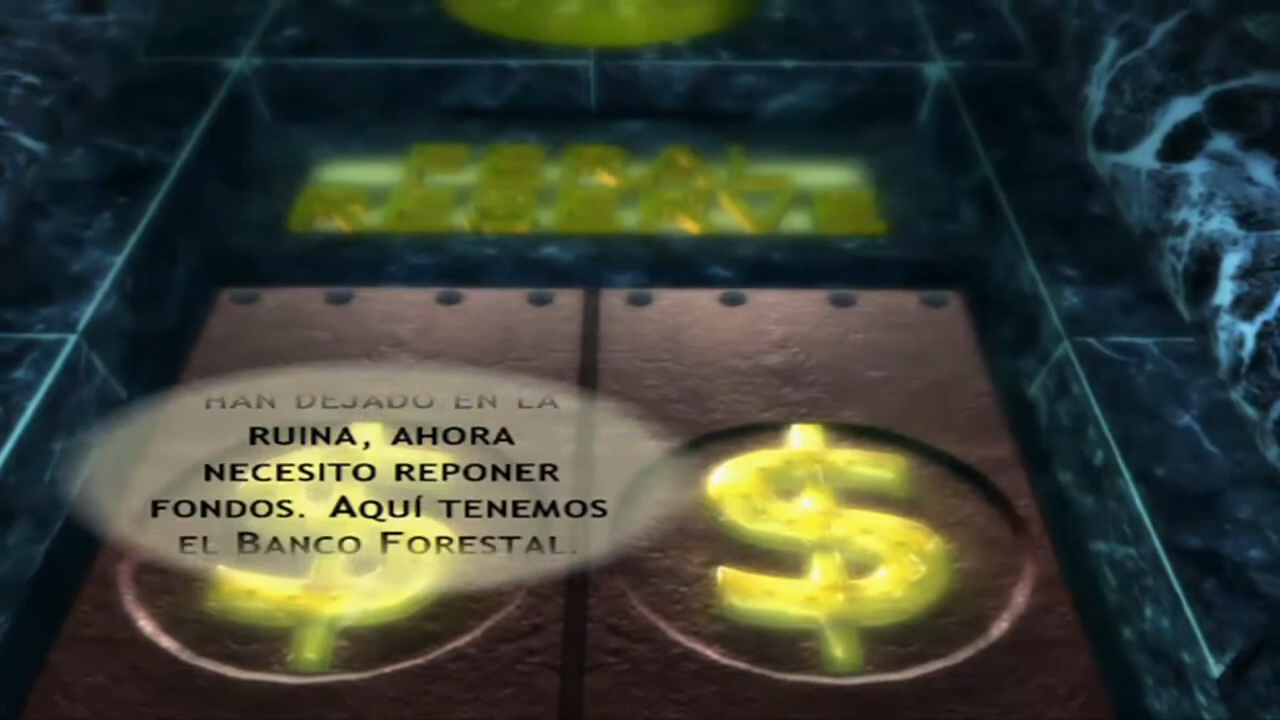 HAN DEJADO EN LA
RUINA, AHORA
NECESITO REPONER
FONDOS. AQUÍ TENEMOS
EL BANCO FORESTAL.
$ $